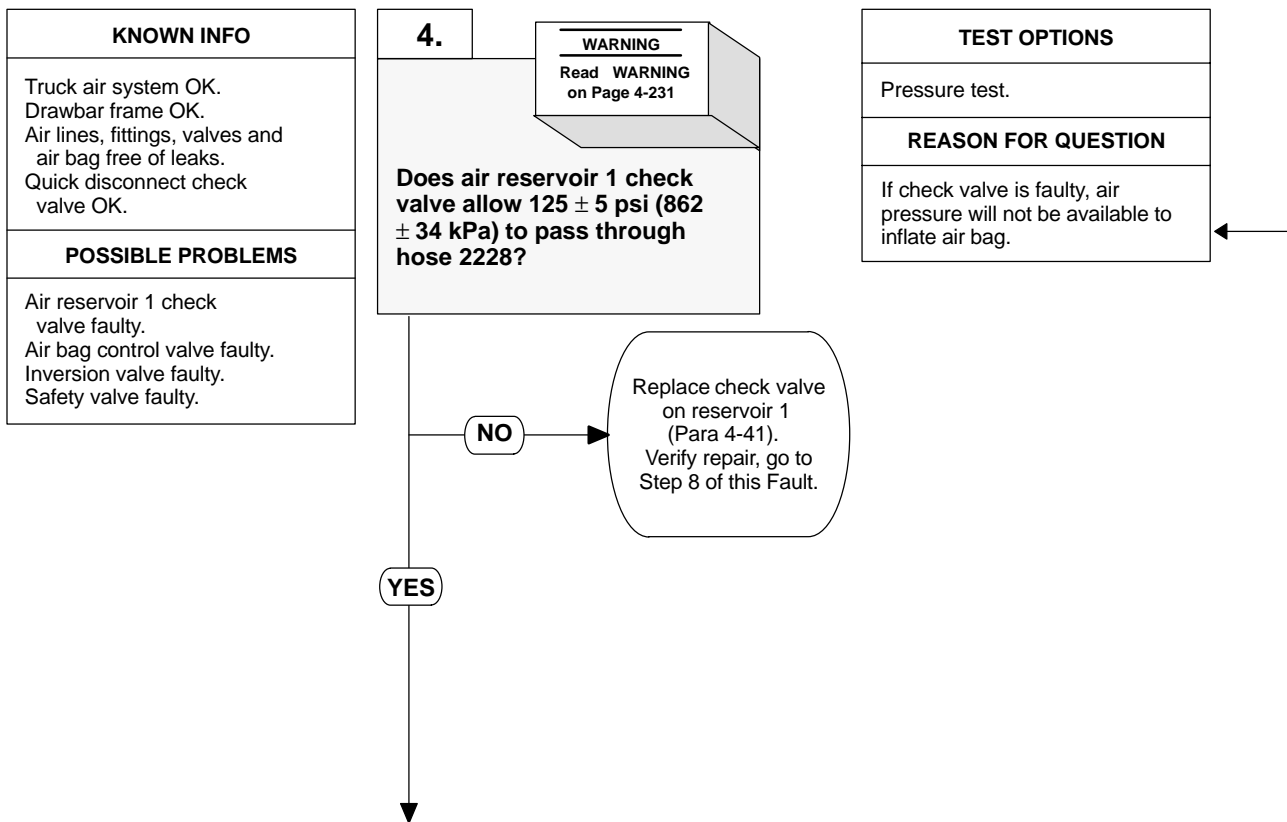 KNOWN INFO
Truck air system OK.
Drawbar frame OK.
Air lines, fittings, valves and
air bag free of leaks.
Quick disconnect check
valve OK.
POSSIBLE PROBLEMS
Air reservoir 1 check
valve faulty.
Air bag control valve faulty.
Inversion valve faulty.
Safety valve faulty.
4.
WARNING
Read WARNING
on Page 4-231
Does air reservoir 1 check
valve allow 125 ± 5 psi (862
± 34 kPa) to pass through
hose 2228?
TEST OPTIONS
Pressure test.
REASON FOR QUESTION
If check valve is faulty, air
pressure will not be available to
inflate air bag.
NO
Replace check valve
on reservoir 1
(Para 4-41).
Verify repair, go to
Step 8 of this Fault.
YES